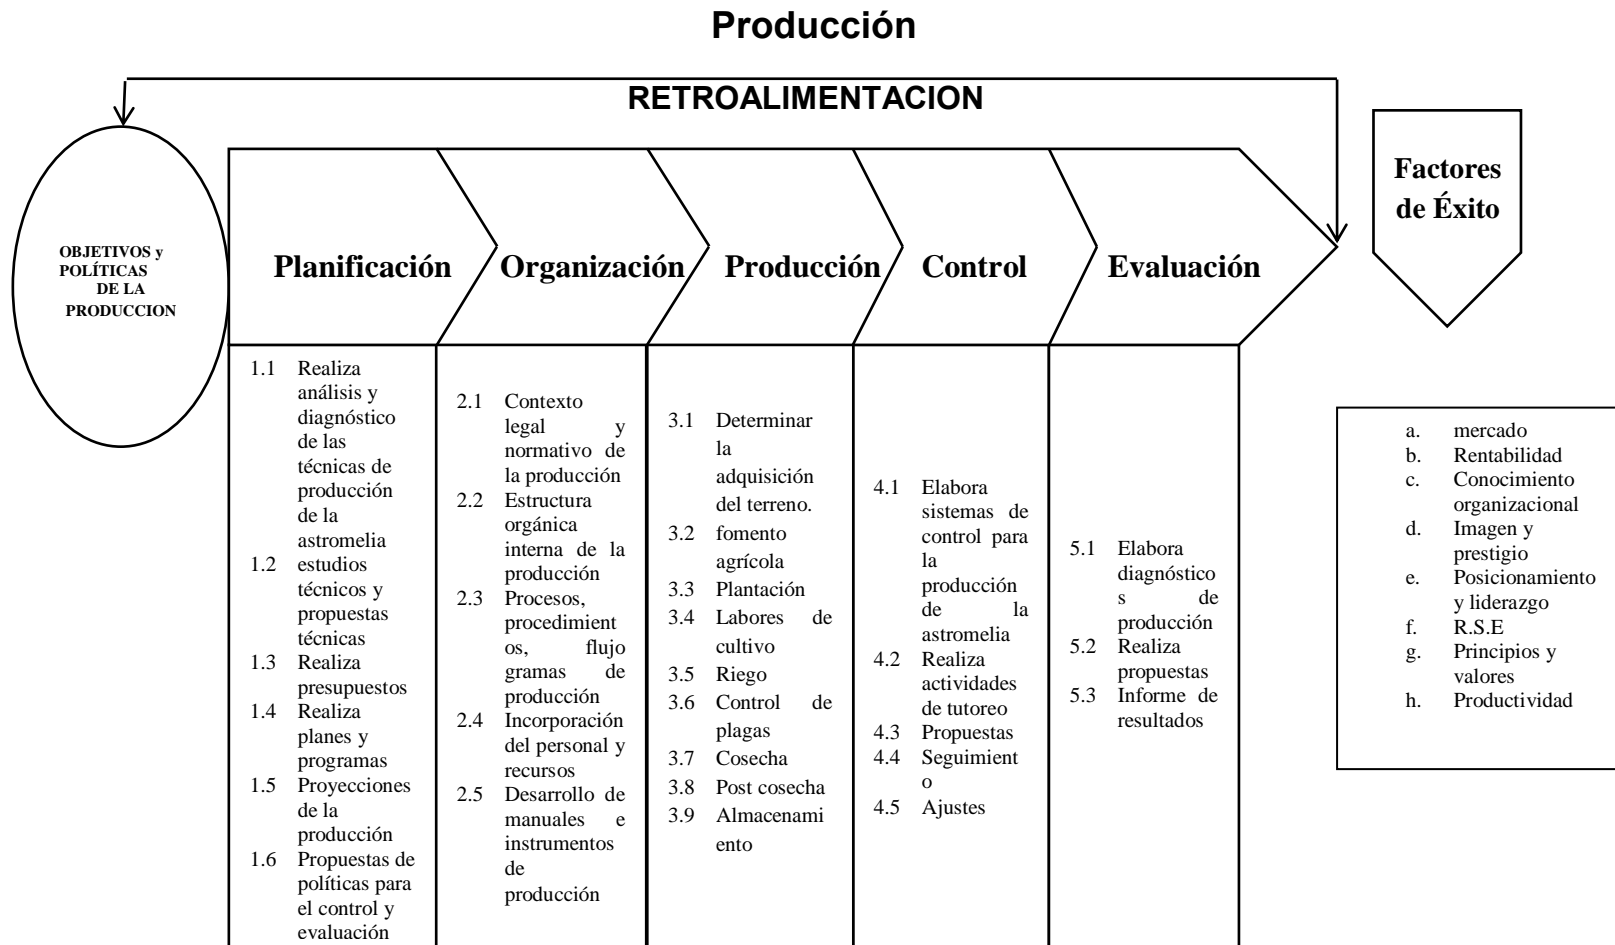 Producción
RETROALIMENTACION
OBJETIVOS y
POLÍTICAS
DE LA
PRODUCCION
Planificación
Organización
Producción
Control
Evaluación
Factores
de Éxito
1.1 Realiza
análisis y
diagnóstico
de las
técnicas de
producción
de la
astromelia
1.2 estudios
técnicos y
propuestas
técnicas
1.3 Realiza
presupuestos
1.4 Realiza
planes y
programas
1.5 Proyecciones
de la
producción
1.6 Propuestas de
políticas para
el control y
evaluación
2.1 Contexto
legal y
normativo de
la producción
2.2 Estructura
orgánica
interna de la
producción
2.3 Procesos,
procedimient
os, flujo
gramas de
producción
2.4 Incorporación
del personal y
recursos
2.5 Desarrollo de
manuales e
instrumentos
de
producción
3.1 Determinar
la
adquisición
del terreno.
3.2 fomento
agrícola
3.3 Plantación
3.4 Labores de
cultivo
3.5 Riego
3.6 Control de
plagas
3.7 Cosecha
3.8 Post cosecha
3.9 Almacenami
ento
4.1 Elabora
sistemas de
control para
la
producción
de la
astromelia
4.2 Realiza
actividades
de tutoreo
4.3 Propuestas
4.4 Seguimient
o
4.5 Ajustes
5.1 Elabora
diagnóstico
s de
producción
5.2 Realiza
propuestas
5.3 Informe de
resultados
a. mercado
b. Rentabilidad
c. Conocimiento
organizacional
d. Imagen y
prestigio
e. Posicionamiento
y liderazgo
f. R.S.E
g. Principios y
valores
h. Productividad